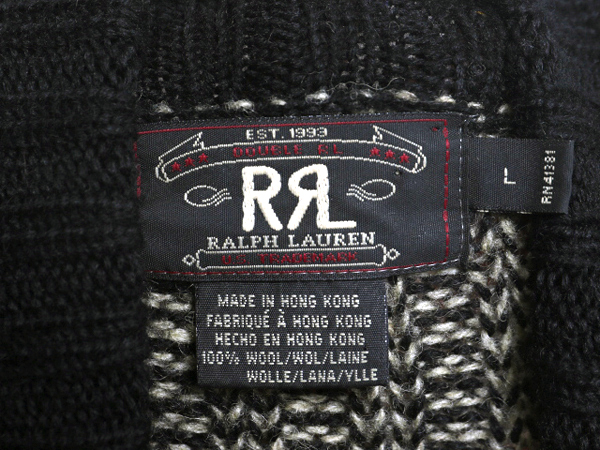 EST. 1993
DOUBLE RL
RRL
RALPH LAUREN
U.S. TRADEMARK
L
RN41381
MADE IN HONG KONG
FABRIQUÉ À HONG KONG
HECHO EN HONG KONG
100% WOOL/WOL/LAINE
WOLLE/LANA/YLLE